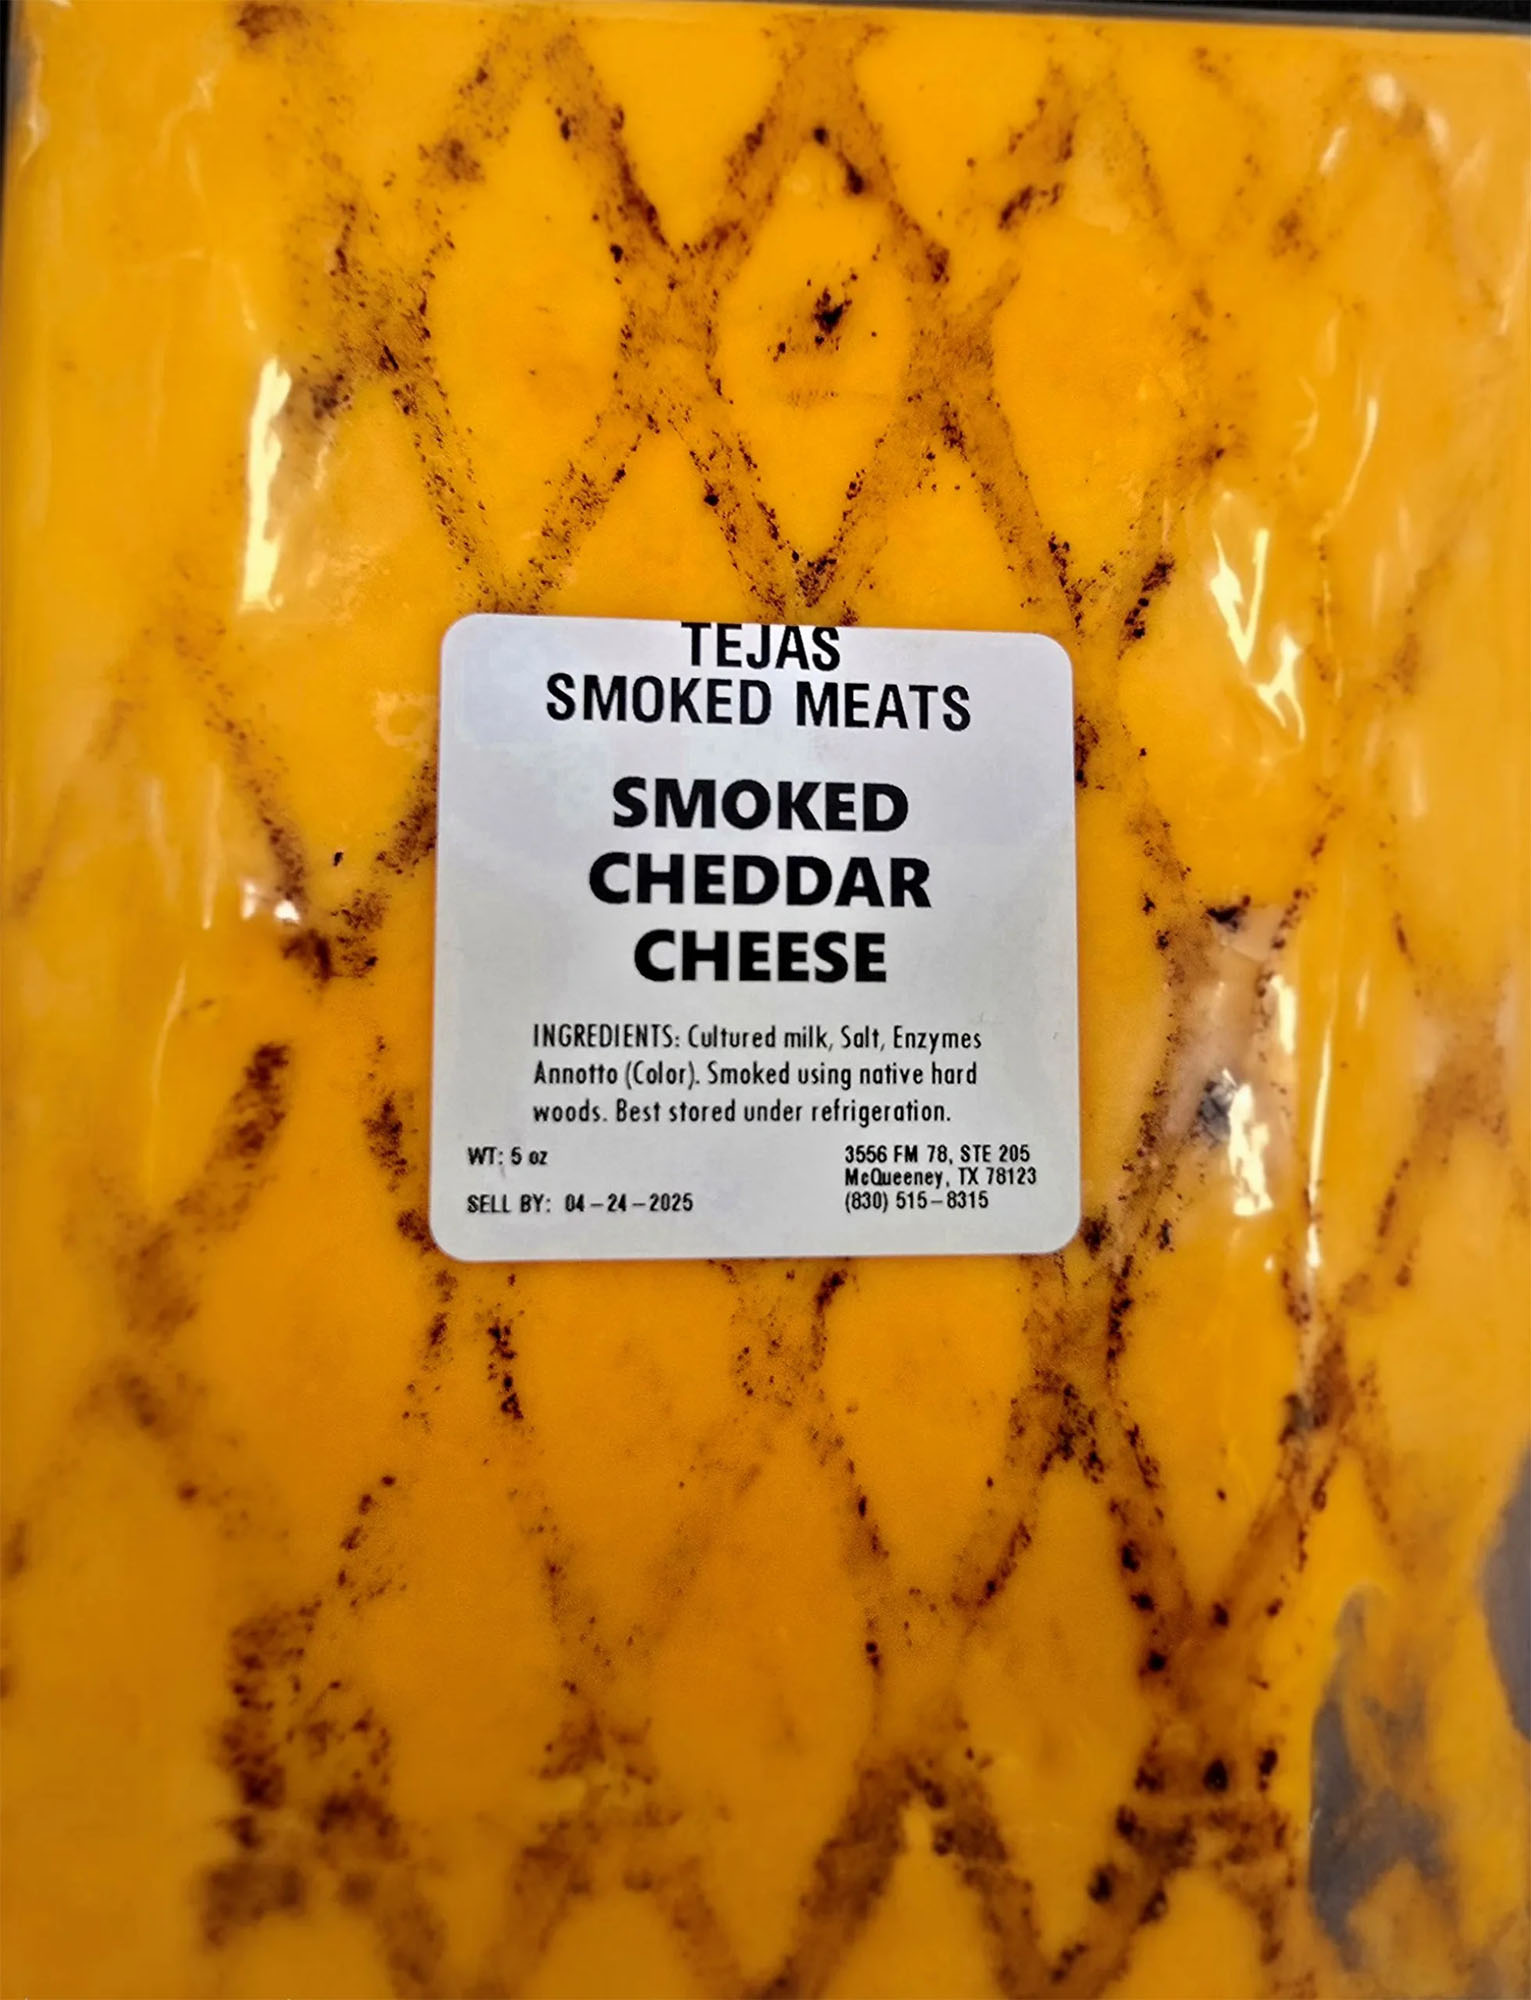 TEJAS
SMOKED MEATS
SMOKED
CHEDDAR
CHEESE
INGREDIENTS: Cultured milk, Salt, Enzymes
Annotto (Color). Smoked using native hard
woods. Best stored under refrigeration.
WT: 5 oz
SELL BY: 04-24-2025
3556 FM 78, STE 205
McQueeney, TX 78123
(830) 515-8315